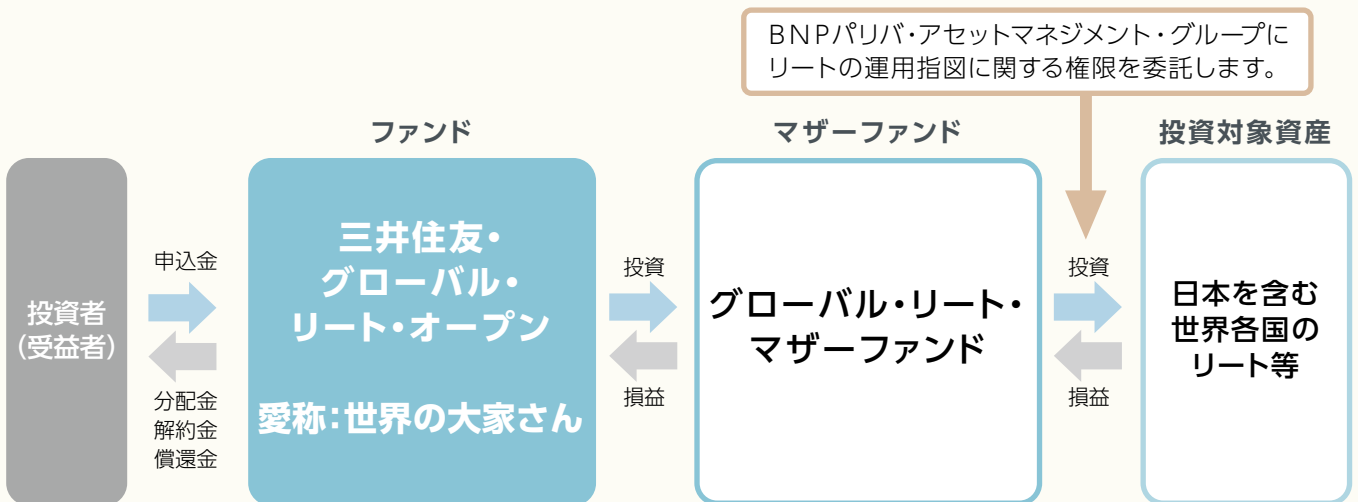 BNPパリバ・アセットマネジメント・グループに
リートの運用指図に関する権限を委託します。
ファンド
マザーファンド
投資対象資産
投資者
(受益者)
申込金
分配金
解約金
償還金
三井住友・
グローバル・
リート・オープン
愛称:世界の大家さん
投資
損益
グローバル・リート・
マザーファンド
投資
損益
日本を含む
世界各国の
リート等